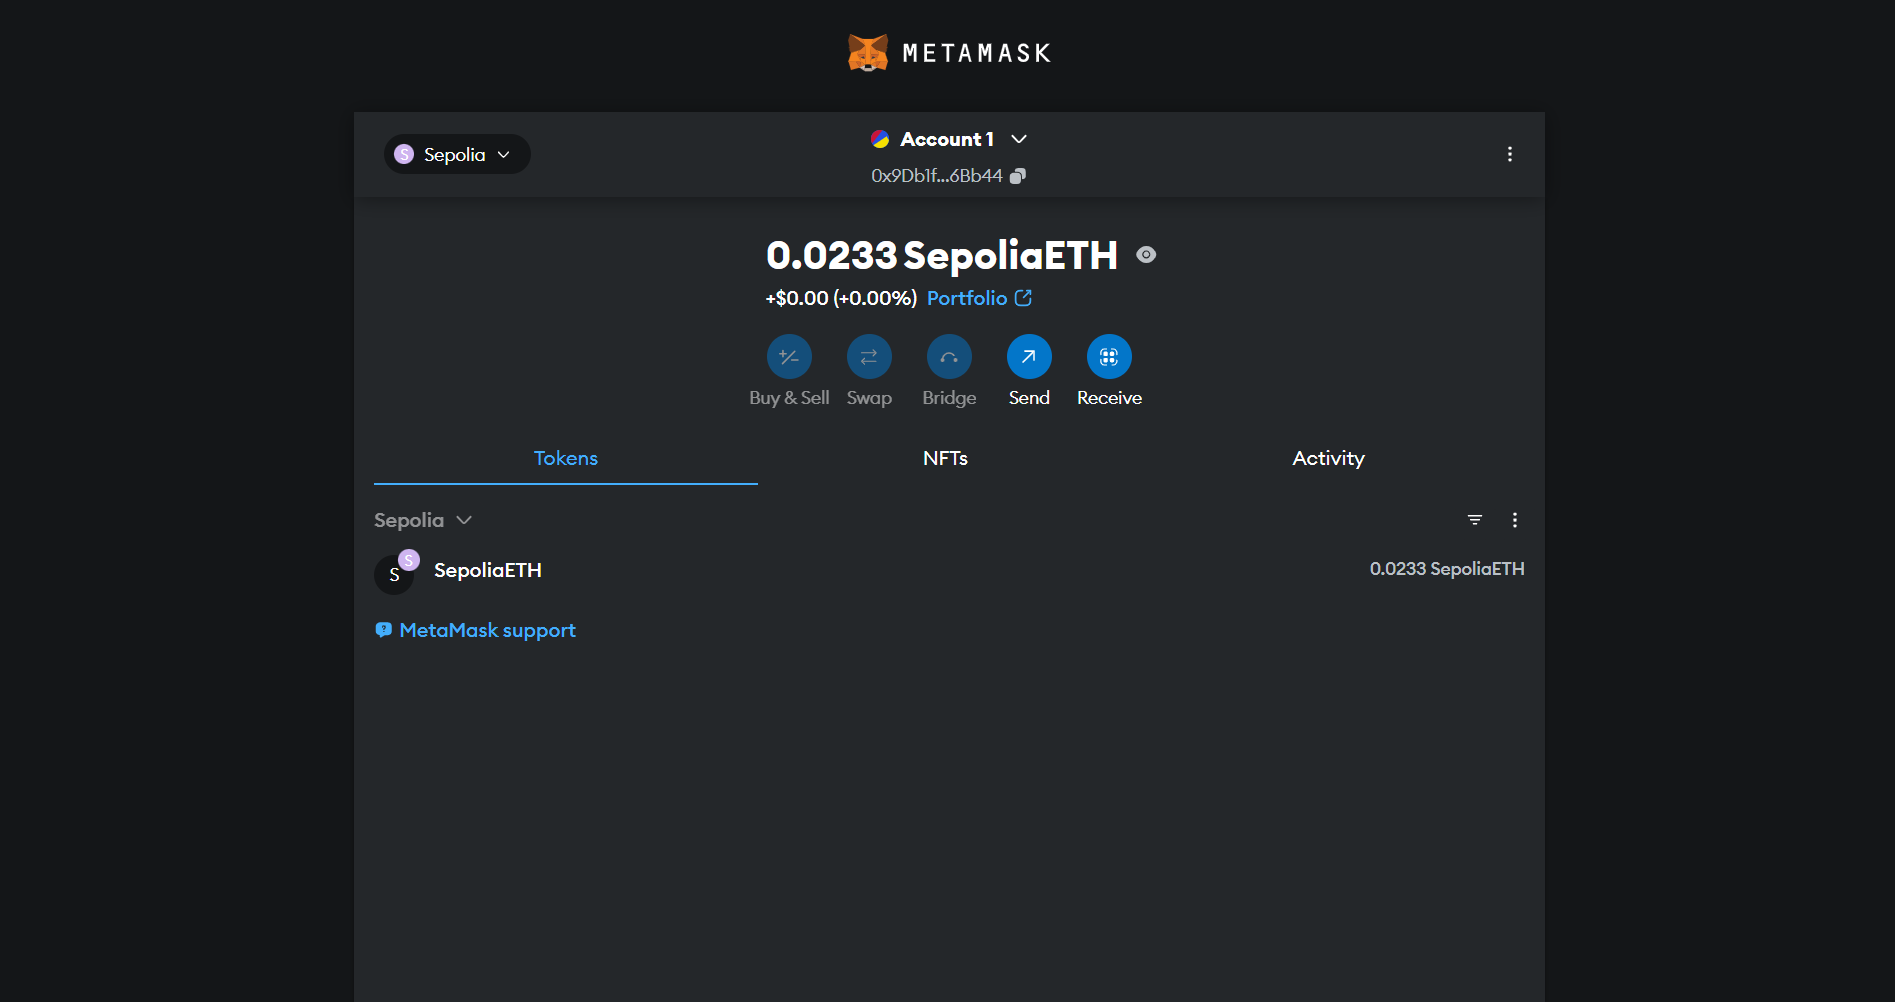 METAMASK
S Sepolia
Account 1
0x9Db1f...6Bb44
0.0233 SepoliaETH
+$0.00 (+0.00%) Portfolio
Buy & Sell Swap Bridge Send Receive
Tokens NFTs Activity
Sepolia
S
S SepoliaETH 0.0233 SepoliaETH
MetaMask support